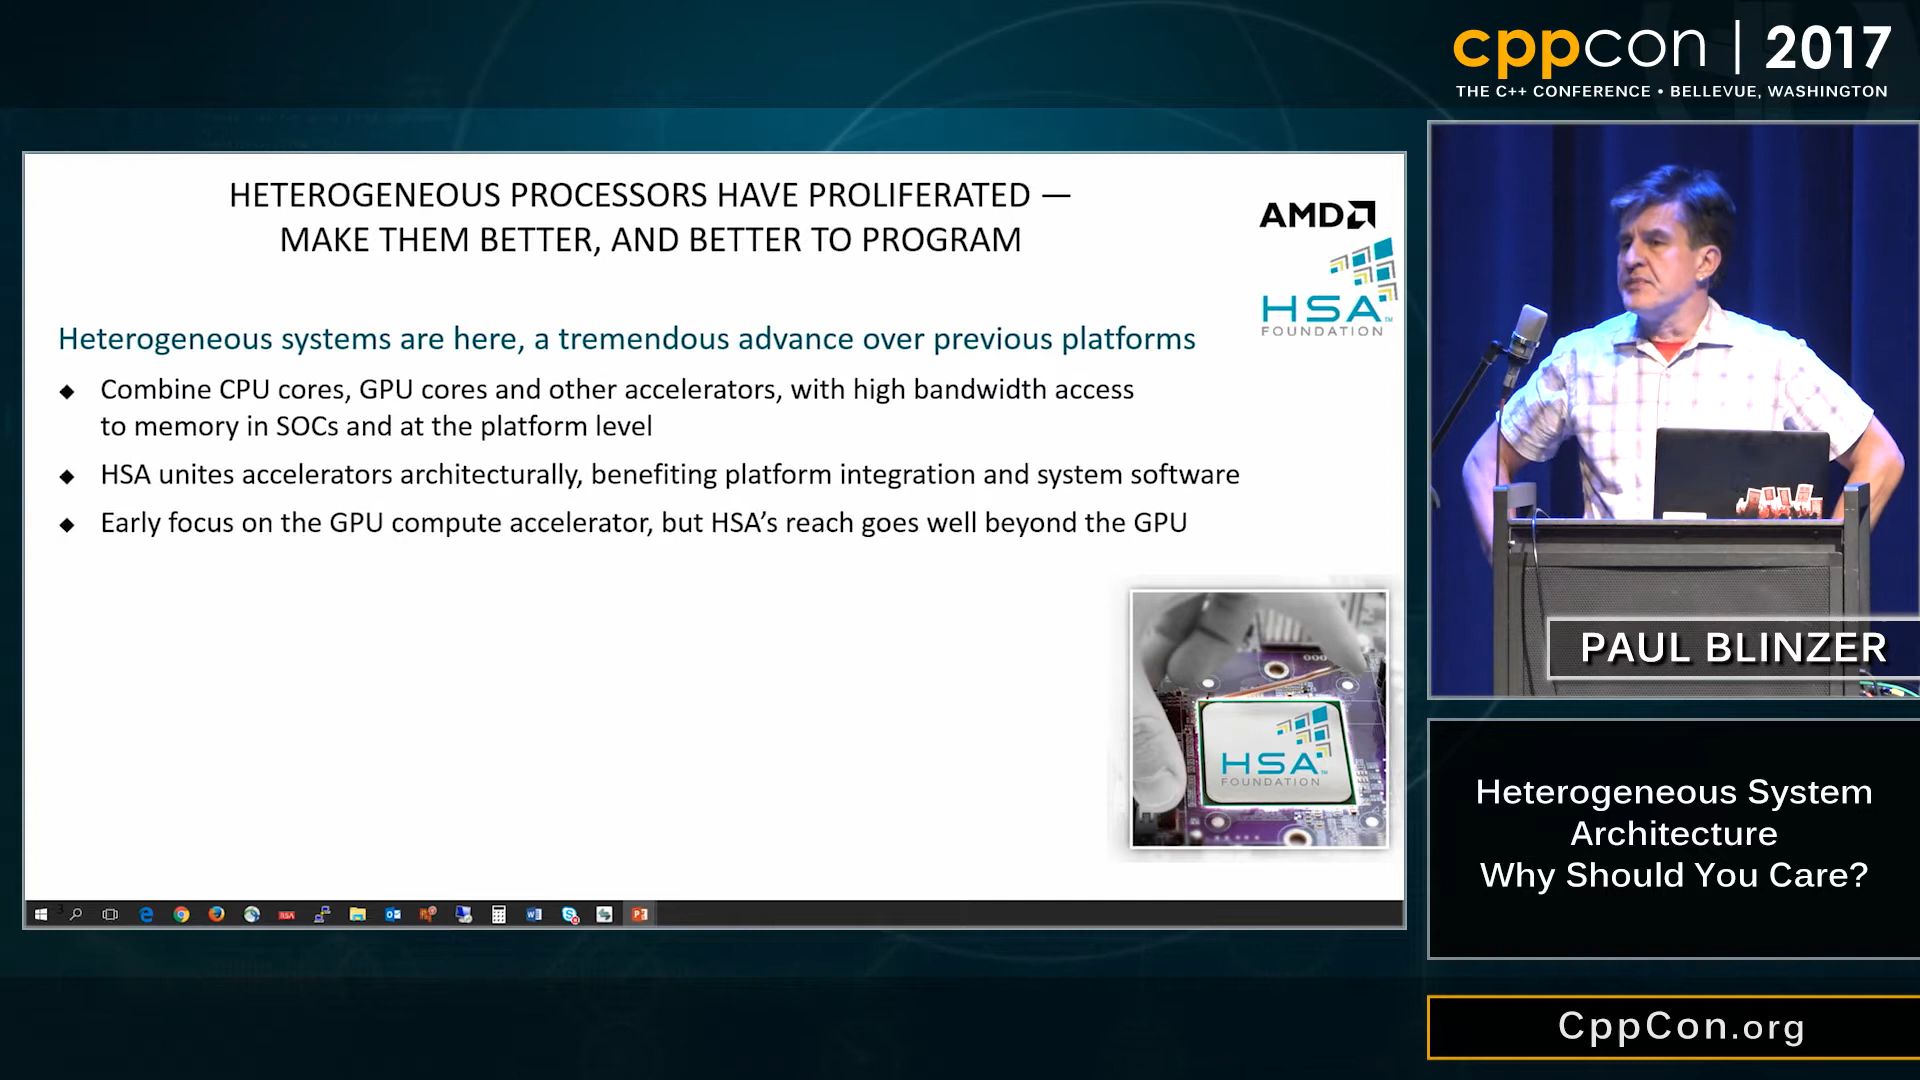 cppcon | 2017
THE C++ CONFERENCE • BELLEVUE, WASHINGTON
HETEROGENEOUS PROCESSORS HAVE PROLIFERATED —
MAKE THEM BETTER, AND BETTER TO PROGRAM
AMD
HSA™
FOUNDATION
Heterogeneous systems are here, a tremendous advance over previous platforms
◆ Combine CPU cores, GPU cores and other accelerators, with high bandwidth access
to memory in SOCs and at the platform level
◆ HSA unites accelerators architecturally, benefiting platform integration and system software
◆ Early focus on the GPU compute accelerator, but HSA’s reach goes well beyond the GPU
HSA™
FOUNDATION
3
PAUL BLINZER
Heterogeneous System
Architecture
Why Should You Care?
CppCon.org